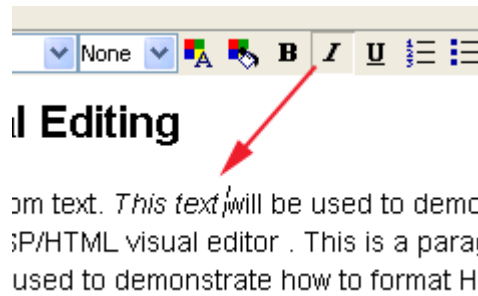 None B I U
l Editing
om text. This text will be used to demo
SP/HTML visual editor . This is a para
used to demonstrate how to format H